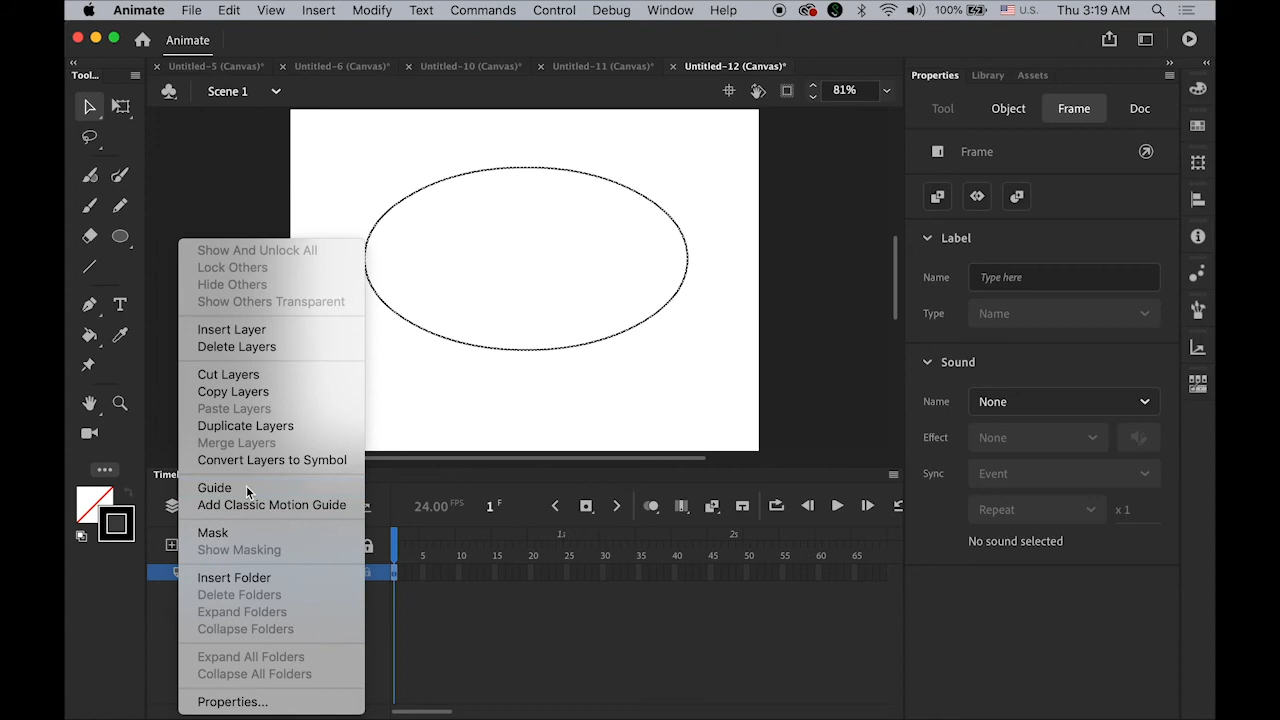 Animate File Edit View Insert Modify Text Commands Control Debug Window Help 100% U.S. Thu 3:19 AM
Animate
Tool...
Untitled-5 (Canvas)* Untitled-6 (Canvas)* Untitled-10 (Canvas)* Untitled-11 (Canvas)* Untitled-12 (Canvas)*
Properties Library Assets
Scene 1 81%
Tool Object Frame Doc
Frame
Label
Name Type here
Type Name
Sound
Name None
Effect None
Sync Event
Repeat x 1
No sound selected
Show And Unlock All
Lock Others
Hide Others
Show Others Transparent
Insert Layer
Delete Layers
Cut Layers
Copy Layers
Paste Layers
Duplicate Layers
Merge Layers
Convert Layers to Symbol
Guide
Add Classic Motion Guide
Mask
Show Masking
Insert Folder
Delete Folders
Expand Folders
Collapse Folders
Expand All Folders
Collapse All Folders
Properties...
24.00 FPS 1 F
1s 2s
5 10 15 20 25 30 35 40 45 50 55 60 65